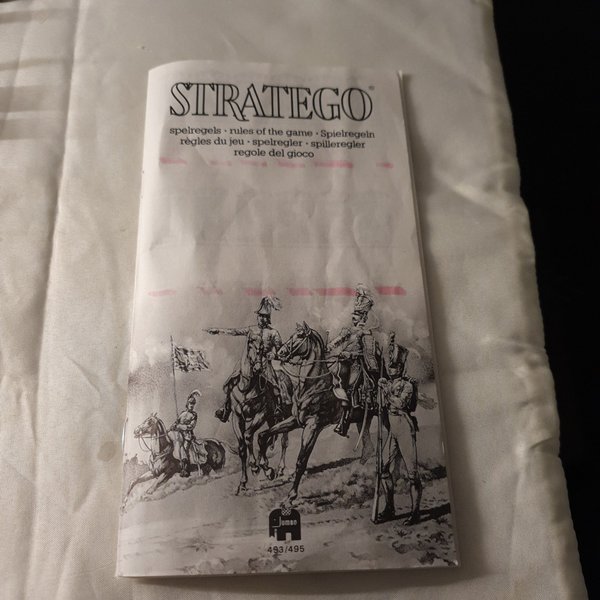 STRATEGO©
spelregels · rules of the game · Spielregeln
règles du jeu · spelregler · spilleregler
regole del gioco
Jumbo
493/495